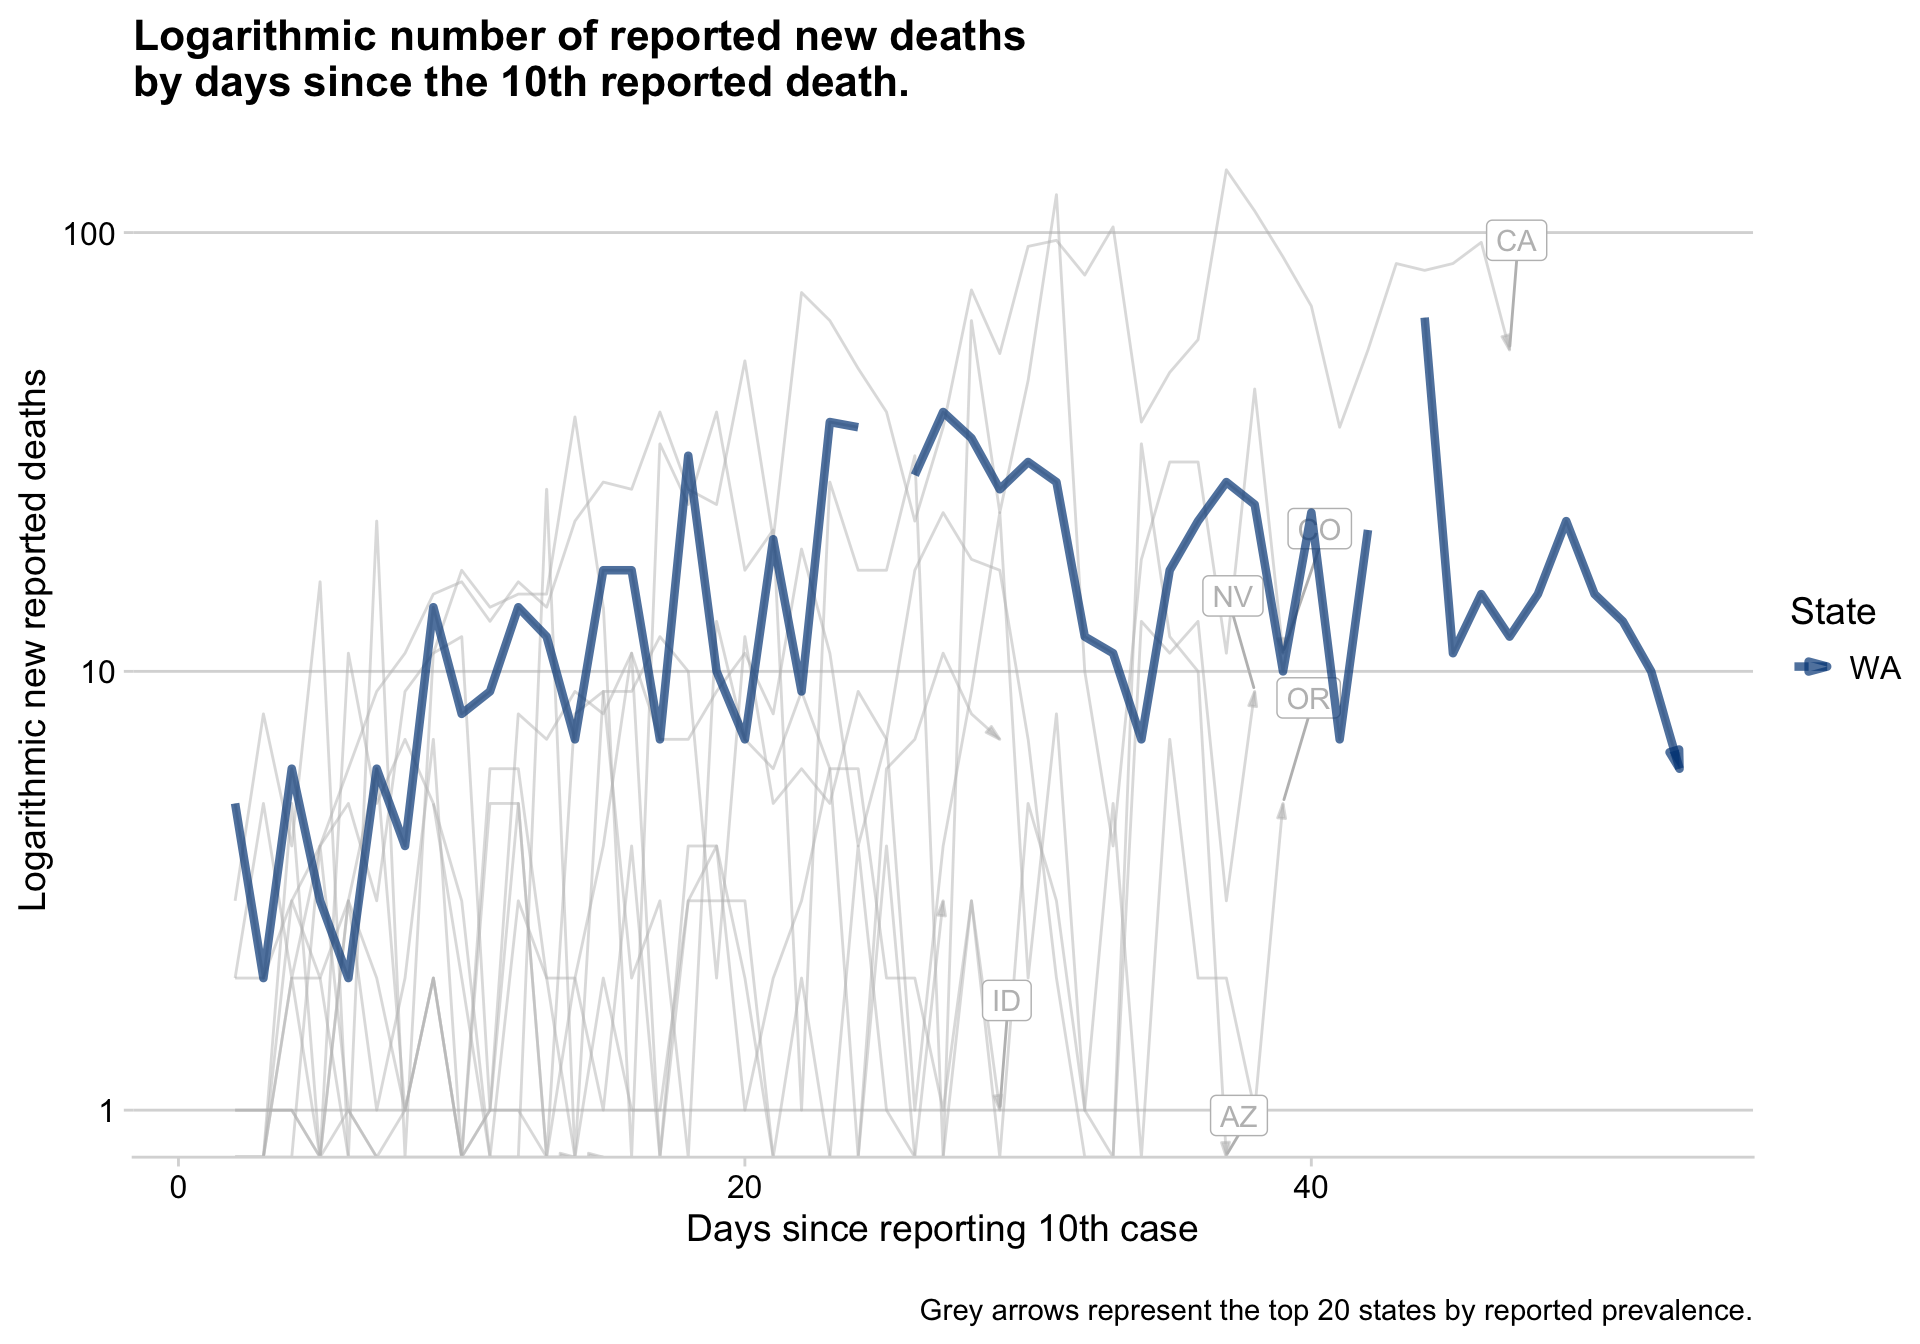 Logarithmic number of reported new deaths
by days since the 10th reported death.
Logarithmic new reported deaths
100
10
1
CA
CO
NV
OR
ID
AZ
State
WA
0
20
40
Days since reporting 10th case
Grey arrows represent the top 20 states by reported prevalence.